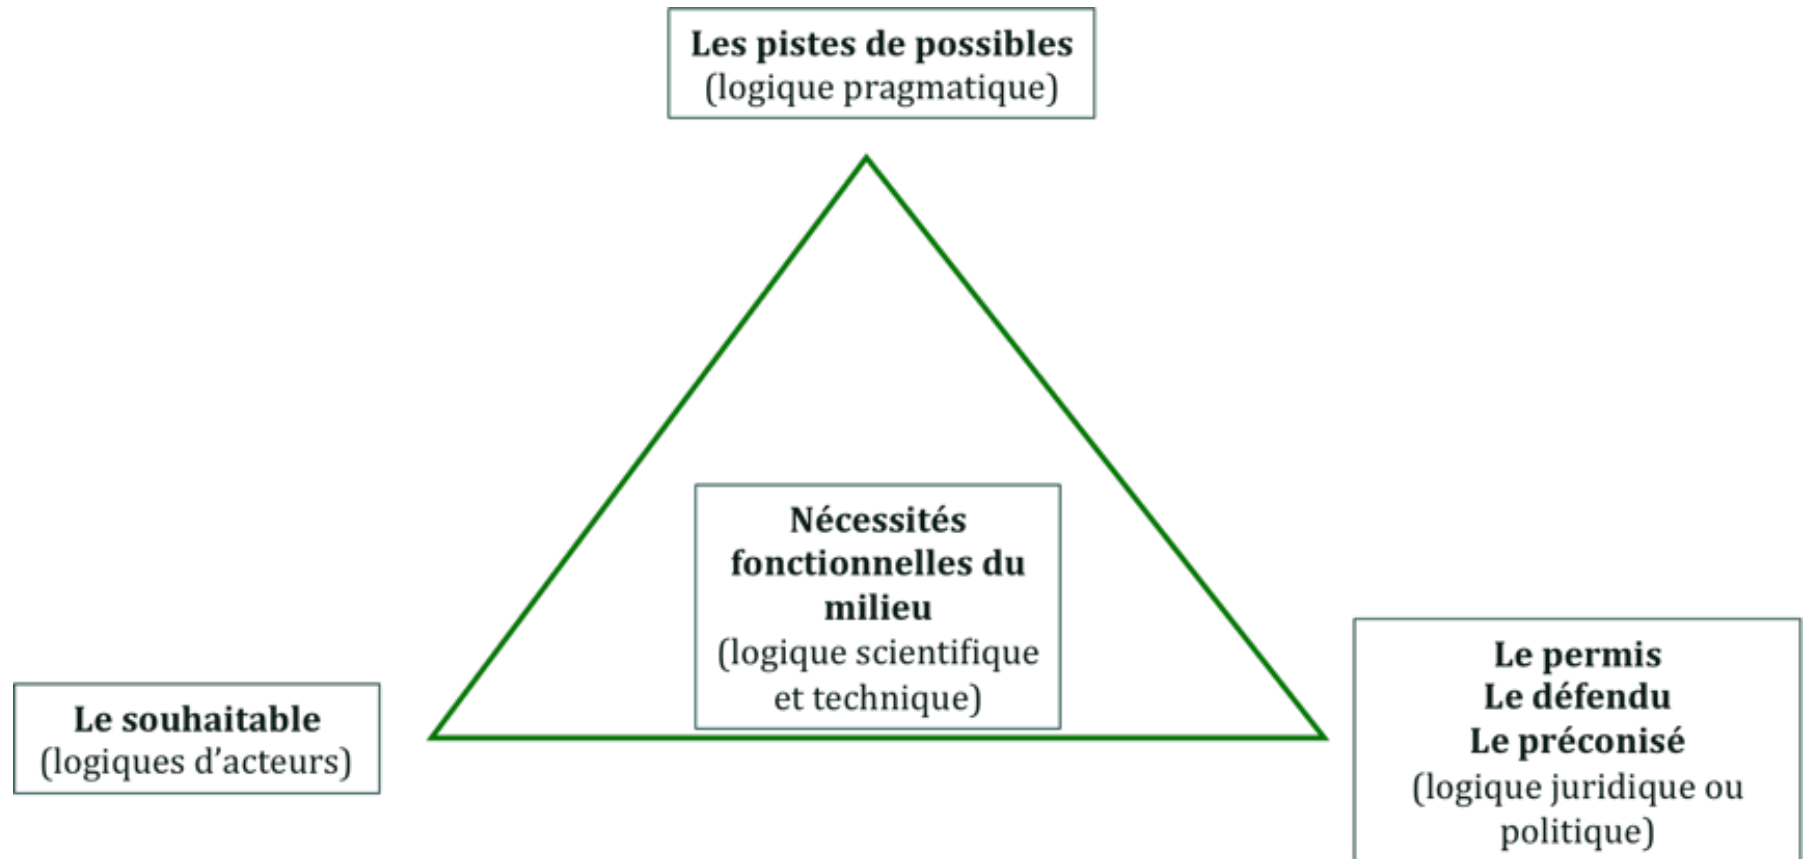 Les pistes de possibles
(logique pragmatique)
Nécessités
fonctionnelles du
milieu
(logique scientifique
et technique)
Le souhaitable
(logiques d’acteurs)
Le permis
Le défendu
Le préconisé
(logique juridique ou
politique)